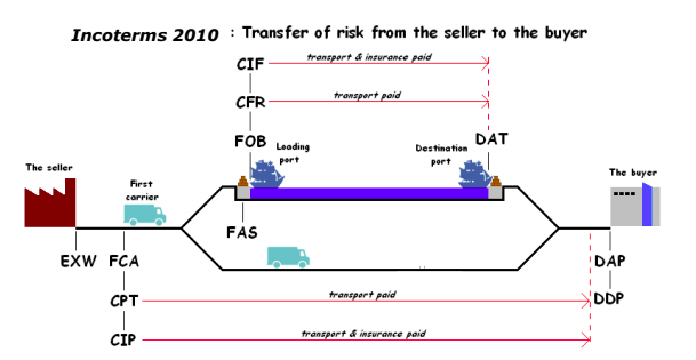 Incoterms 2010 : Transfer of risk from the seller to the buyer
CIF transport & insurance paid
CFR transport paid
FOB
Loading
port
Destination
port
DAT
The seller
First
carrier
The buyer
FAS
EXW FCA DAP
CPT transport paid DDP
CIP transport & insurance paid